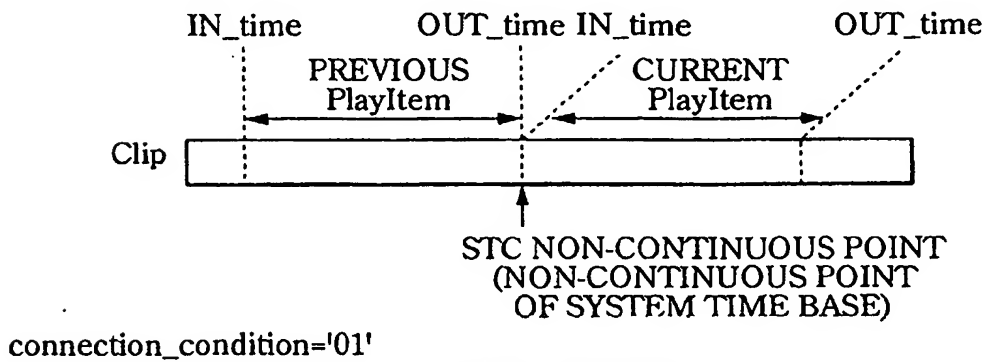 IN_time OUT_time IN_time OUT_time
PREVIOUS CURRENT
PlayItem PlayItem
Clip
STC NON-CONTINUOUS POINT
(NON-CONTINUOUS POINT
OF SYSTEM TIME BASE)
connection_condition='01'